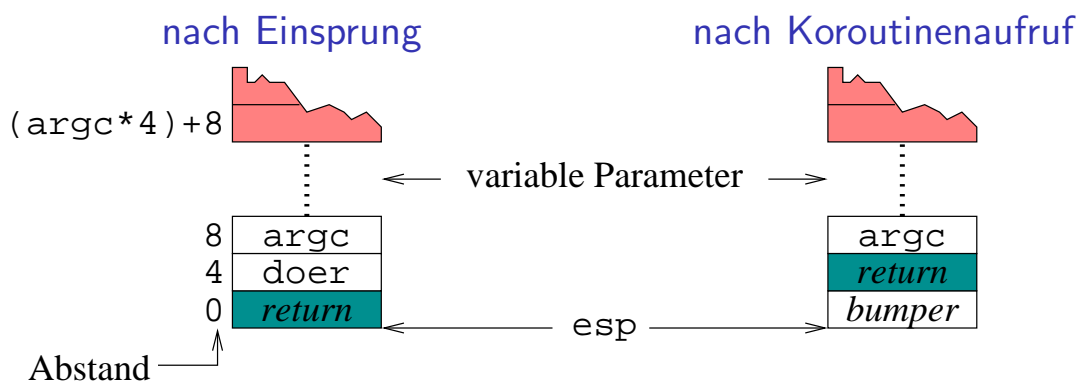 nach Einsprung
nach Koroutinenaufruf
(argc*4)+8
variable Parameter
8 argc
argc
4 doer
return
0 return
esp
bumper
Abstand